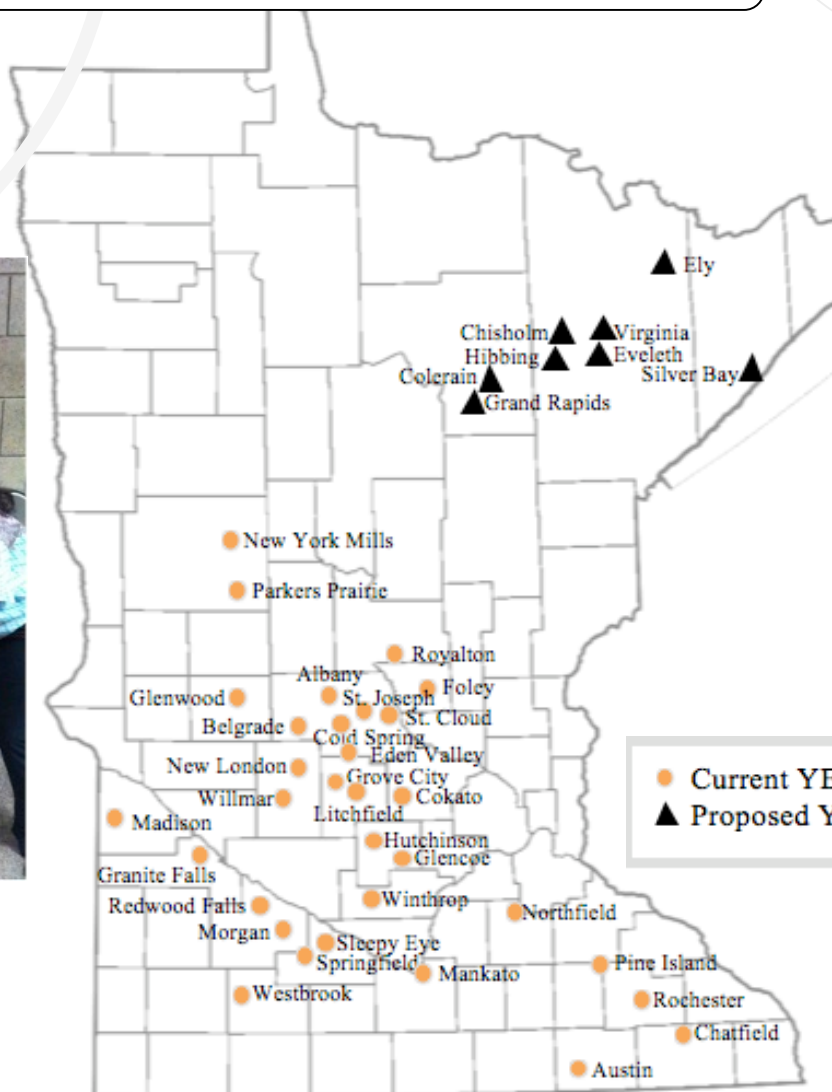 Ely
Chisholm
Virginia
Hibbing
Eveleth
Colerain
Silver Bay
Grand Rapids
New York Mills
Parkers Prairie
Royalton
Albany
Foley
Glenwood
St. Joseph
St. Cloud
Belgrade
Cold Spring
Eden Valley
New London
Grove City
Willmar
Cokato
Litchfield
Current YE
Proposed Y
Madison
Hutchinson
Glencoe
Granite Falls
Winthrop
Redwood Falls
Northfield
Morgan
Sleepy Eye
Springfield
Pine Island
Mankato
Westbrook
Rochester
Chatfield
Austin